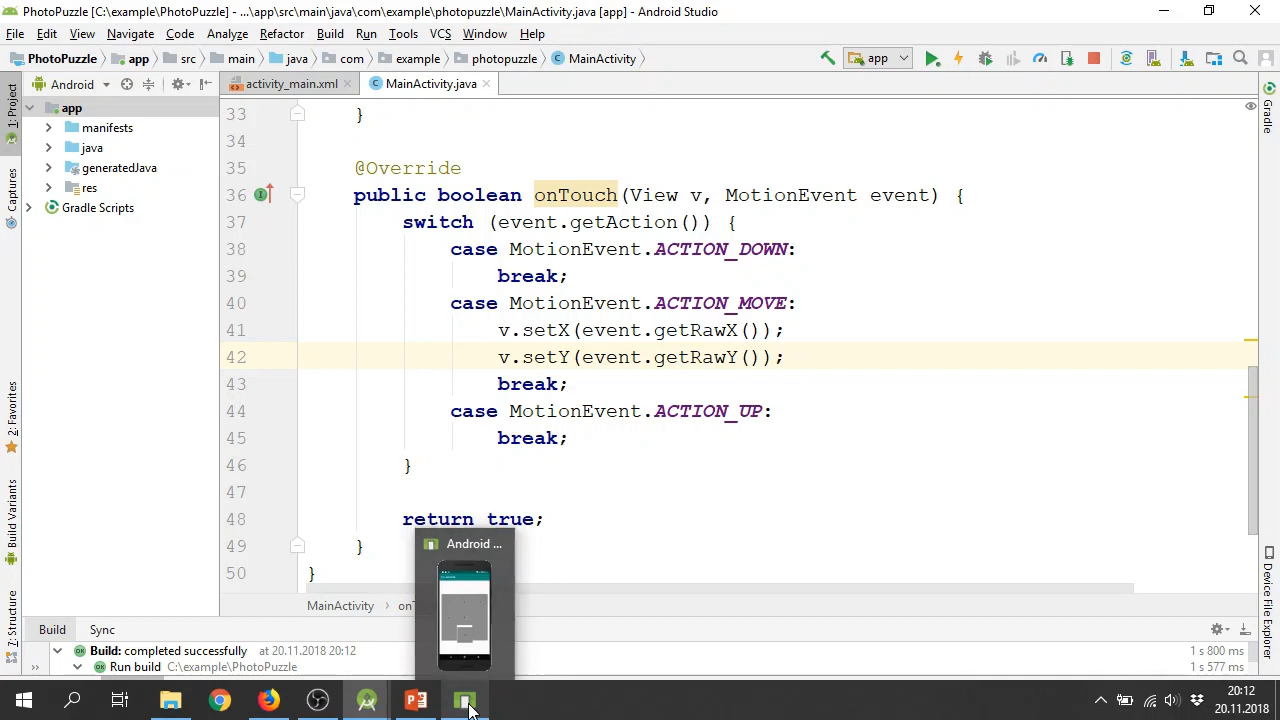 PhotoPuzzle [C:\example\PhotoPuzzle] - ...\app\src\main\java\com\example\photopuzzle\MainActivity.java [app] - Android Studio
File Edit View Navigate Code Analyze Refactor Build Run Tools VCS Window Help
PhotoPuzzle app src main java com example photopuzzle MainActivity app
1: Project
Captures
2: Favorites
Build Variants
7: Structure
Android
app
manifests
java
generatedJava
res
Gradle Scripts
activity_main.xml MainActivity.java
33 }
34
35 @Override
36 public boolean onTouch(View v, MotionEvent event) {
37 switch (event.getAction()) {
38 case MotionEvent.ACTION_DOWN:
39 break;
40 case MotionEvent.ACTION_MOVE:
41 v.setX(event.getRawX());
42 v.setY(event.getRawY());
43 break;
44 case MotionEvent.ACTION_UP:
45 break;
46 }
47
48 return true;
49 }
50 }
Gradle
Device File Explorer
MainActivity
Android ...
Build Sync
Build: completed successfully at 20.11.2018 20:12 1 s 800 ms
Run build C:\example\PhotoPuzzle 1 s 577 ms
20:12
20.11.2018